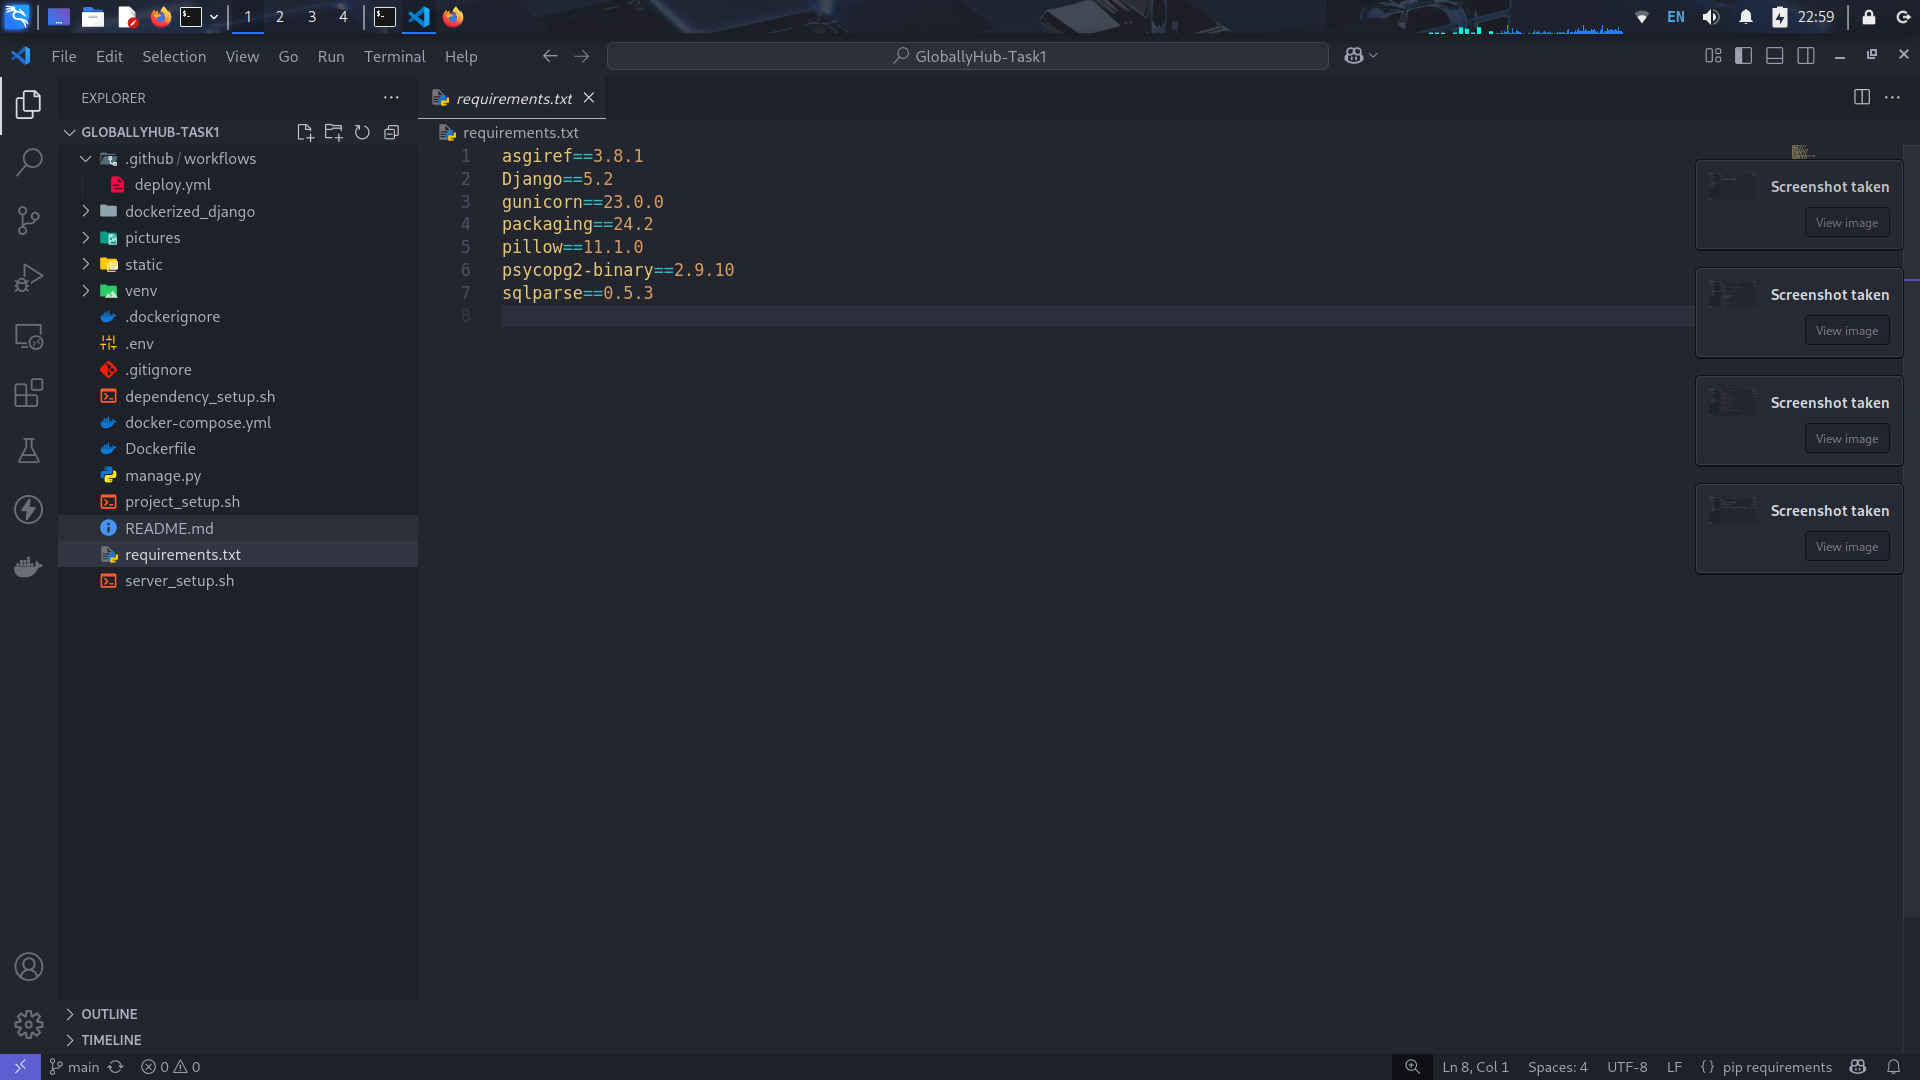 1 2 3 4
EN 22:59
File Edit Selection View Go Run Terminal Help
GloballyHub-Task1
EXPLORER
GLOBALLYHUB-TASK1
.github/workflows
deploy.yml
dockerized_django
pictures
static
venv
.dockerignore
.env
.gitignore
dependency_setup.sh
docker-compose.yml
Dockerfile
manage.py
project_setup.sh
README.md
requirements.txt
server_setup.sh
OUTLINE
TIMELINE
requirements.txt
requirements.txt
1 asgiref==3.8.1
2 Django==5.2
3 gunicorn==23.0.0
4 packaging==24.2
5 pillow==11.1.0
6 psycopg2-binary==2.9.10
7 sqlparse==0.5.3
8
Screenshot taken
View image
Screenshot taken
View image
Screenshot taken
View image
Screenshot taken
View image
main 0 0 Ln 8, Col 1 Spaces: 4 UTF-8 LF {} pip requirements